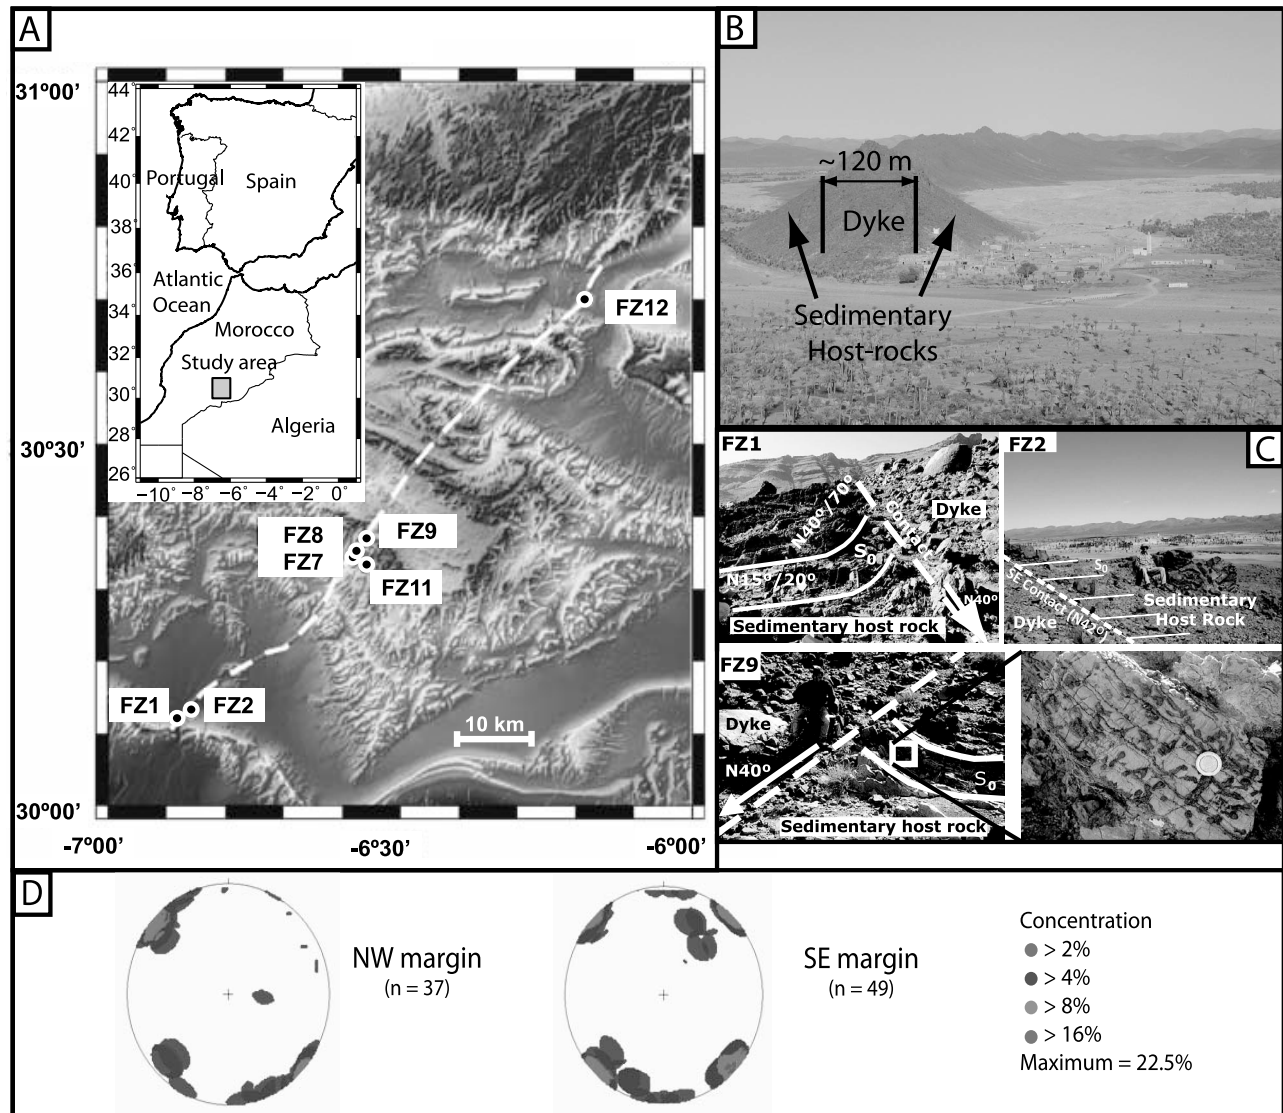 A
31º00’
30º30’
30º00’
-7º00’
-6º30’
-6º00’
44°
42°
40°
38°
36°
34°
32°
30°
28°
26°
−10° −8° −6° −4° −2° 0°
Portugal
Spain
Atlantic
Ocean
Morocco
Study area
Algeria
FZ12
FZ8
FZ9
FZ7
FZ11
FZ1
FZ2
10 km
B
~120 m
Dyke
Sedimentary
Host-rocks
C
FZ1
N40º/70º
Contact
Dyke
S0
N15º/20º
N40º
Sedimentary host rock
FZ2
S0
SE Contact (N42º)
Sedimentary
Host Rock
Dyke
FZ9
Dyke
N40º
S0
Sedimentary host rock
D
NW margin
(n = 37)
SE margin
(n = 49)
Concentration
> 2%
> 4%
> 8%
> 16%
Maximum = 22.5%